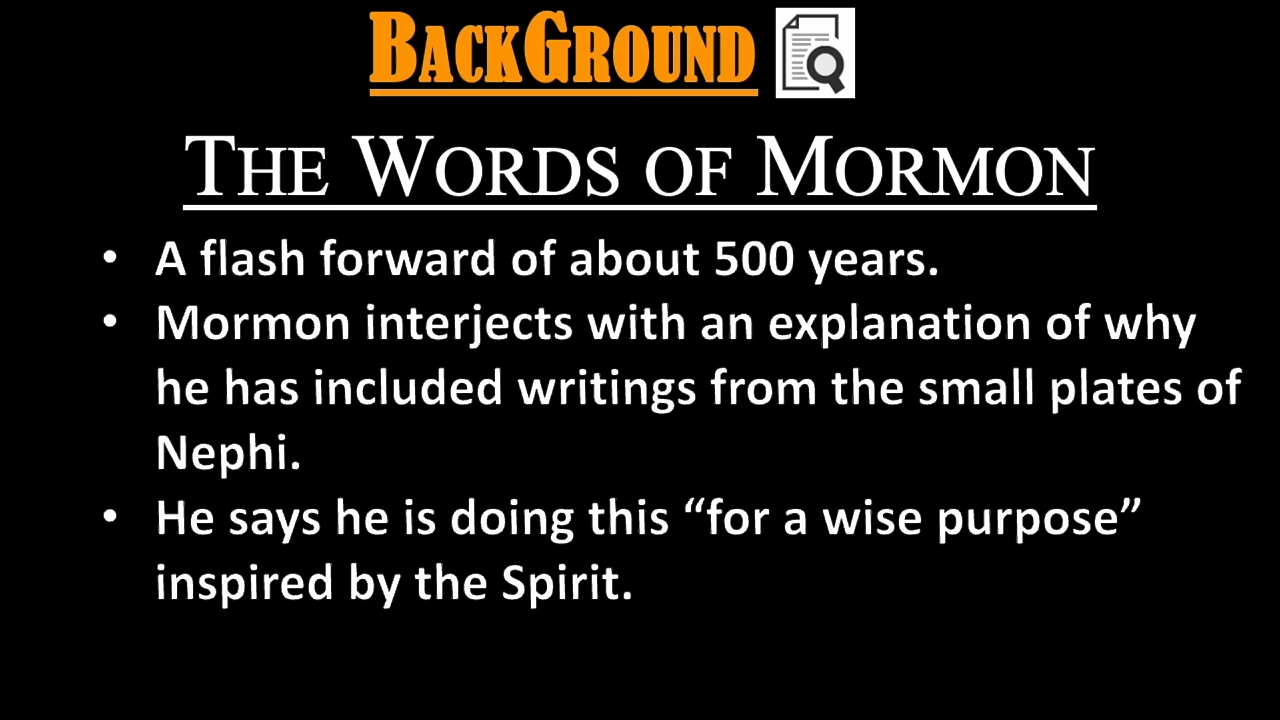 BACKGROUND
THE WORDS OF MORMON
• A flash forward of about 500 years.
• Mormon interjects with an explanation of why
he has included writings from the small plates of
Nephi.
• He says he is doing this “for a wise purpose”
inspired by the Spirit.